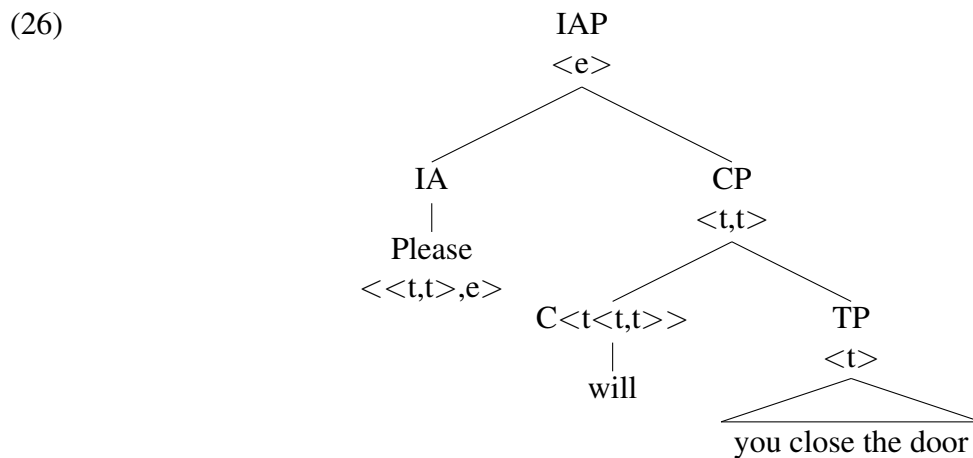 (26) IAP
<e>
IA CP
<t,t>
Please
<<t,t>,e>
C<t<t,t>> TP
<t>
will
you close the door